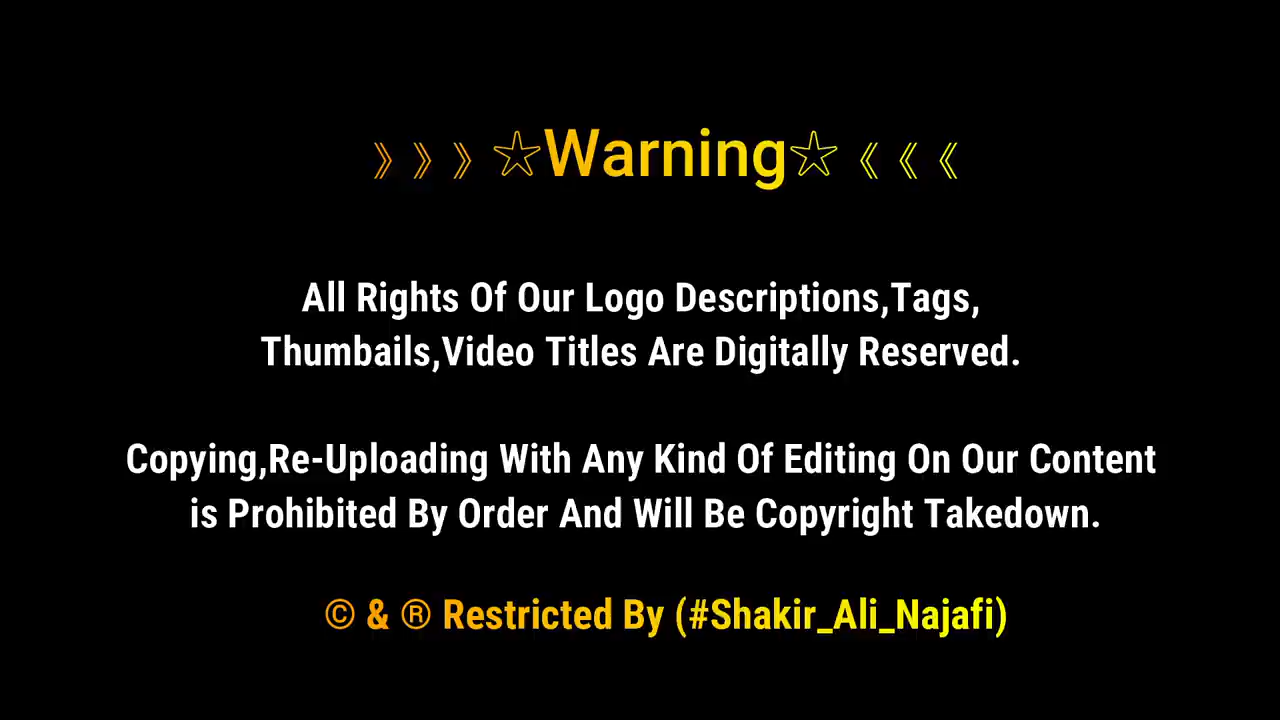 》》》☆Warning☆《《《
All Rights Of Our Logo Descriptions,Tags,
Thumbails,Video Titles Are Digitally Reserved.
Copying,Re-Uploading With Any Kind Of Editing On Our Content
is Prohibited By Order And Will Be Copyright Takedown.
© & ® Restricted By (#Shakir_Ali_Najafi)